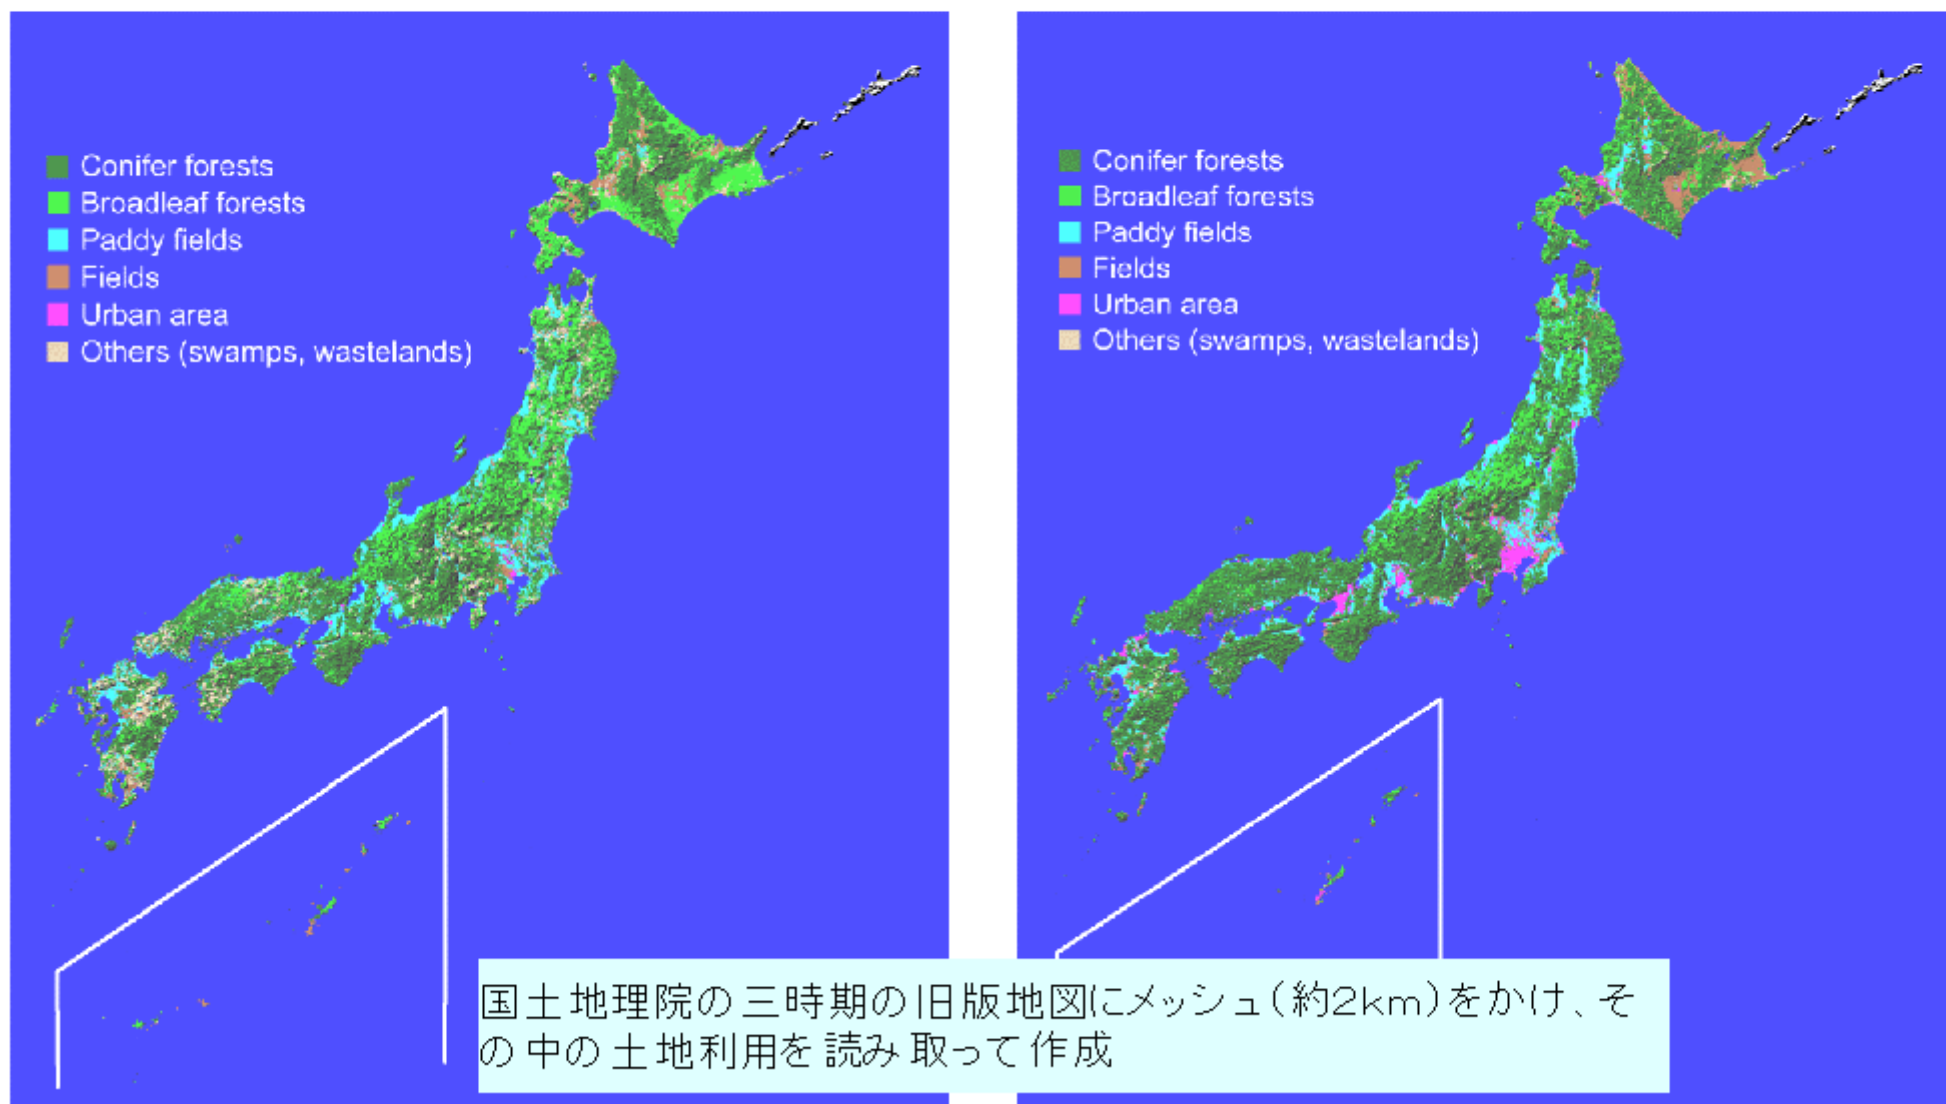 Conifer forests
Broadleaf forests
Paddy fields
Fields
Urban area
Others (swamps, wastelands)
Conifer forests
Broadleaf forests
Paddy fields
Fields
Urban area
Others (swamps, wastelands)
国土地理院の三時期の旧版地図にメッシュ(約2km)をかけ、そ
の中の土地利用を読み取って作成